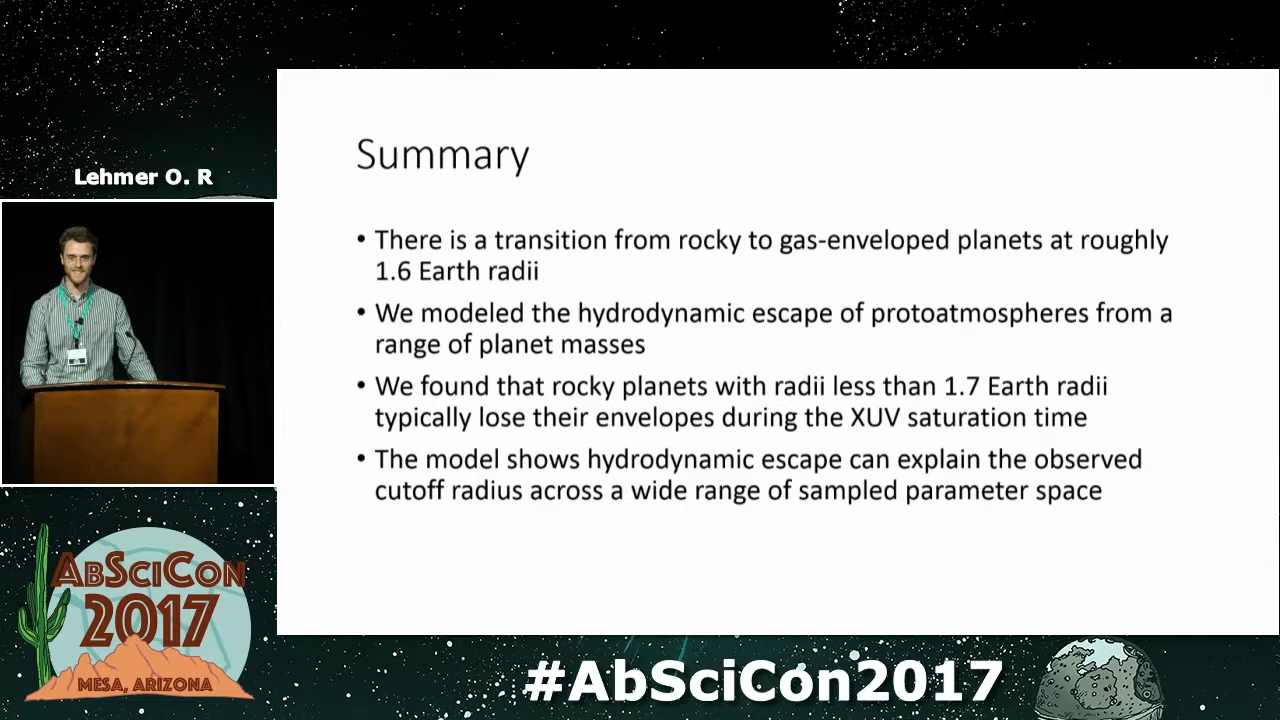 Lehmer O. R
Summary
• There is a transition from rocky to gas-enveloped planets at roughly
1.6 Earth radii
• We modeled the hydrodynamic escape of protoatmospheres from a
range of planet masses
• We found that rocky planets with radii less than 1.7 Earth radii
typically lose their envelopes during the XUV saturation time
• The model shows hydrodynamic escape can explain the observed
cutoff radius across a wide range of sampled parameter space
AbSciCon
2017
MESA, ARIZONA
#AbSciCon2017